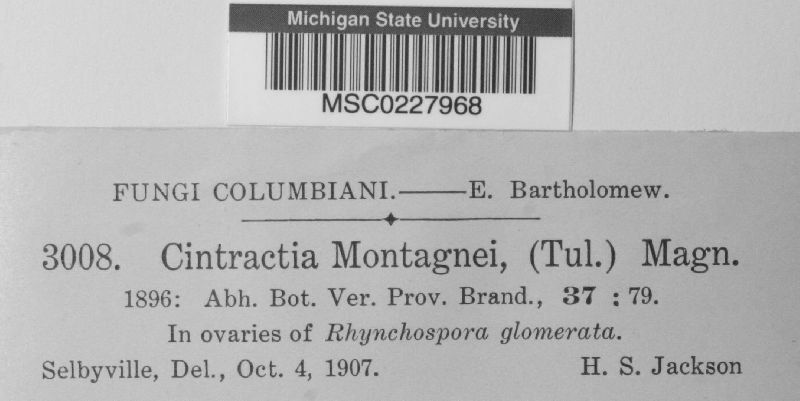 Michigan State University
MSC0227968
FUNGI COLUMBIANI.——E. Bartholomew.
3008. Cintractia Montagnei, (Tul.) Magn.
1896: Abh. Bot. Ver. Prov. Brand., 37 : 79.
In ovaries of Rhynchospora glomerata.
Selbyville, Del., Oct. 4, 1907. H. S. Jackson